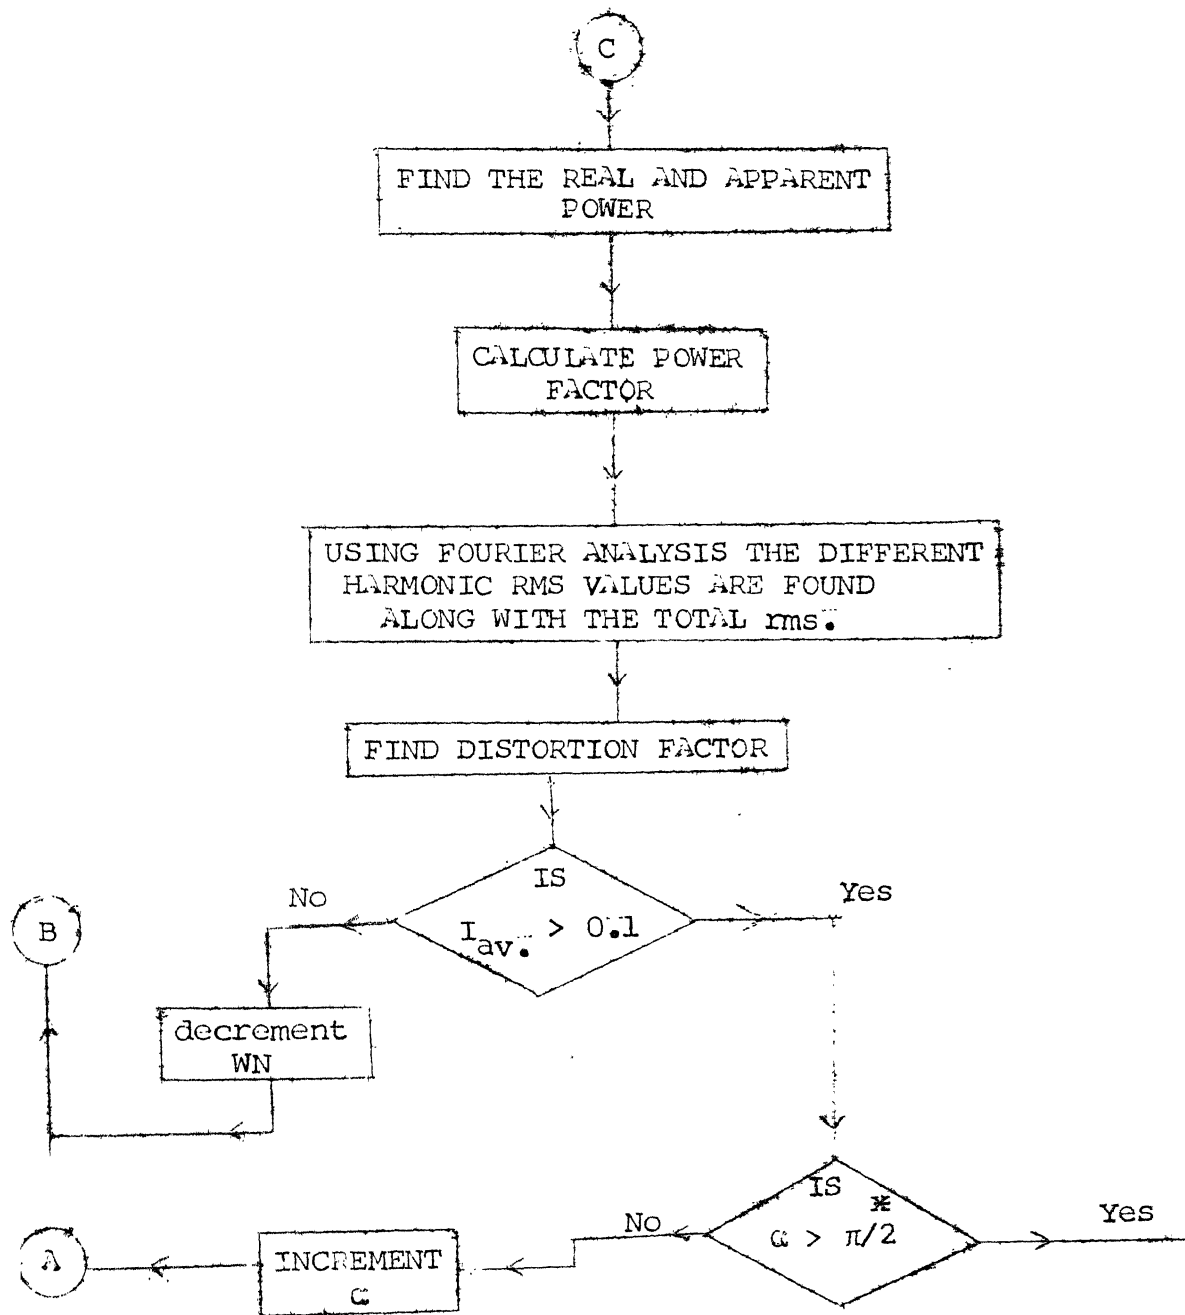 C
FIND THE REAL AND APPARENT
POWER
CALCULATE POWER
FACTOR
USING FOURIER ANALYSIS THE DIFFERENT
HARMONIC RMS VALUES ARE FOUND
ALONG WITH THE TOTAL rms.
FIND DISTORTION FACTOR
IS
I av. > 0.1
No
Yes
B
decrement
WN
IS
α > π/2 *
No
Yes
A
INCREMENT
α